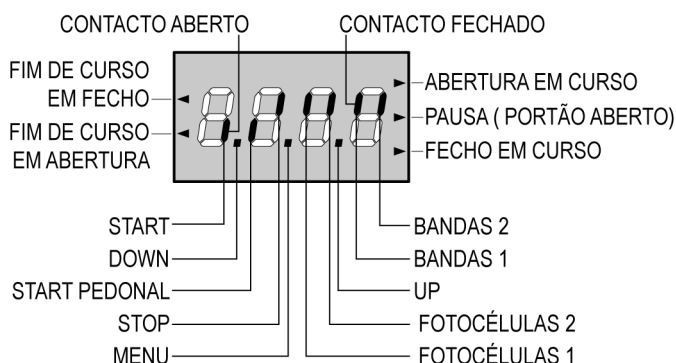 CONTACTO ABERTO
CONTACTO FECHADO
FIM DE CURSO
EM FECHO
FIM DE CURSO
EM ABERTURA
ABERTURA EM CURSO
PAUSA ( PORTÃO ABERTO)
FECHO EM CURSO
START
DOWN
START PEDONAL
STOP
MENU
BANDAS 2
BANDAS 1
UP
FOTOCÉLULAS 2
FOTOCÉLULAS 1